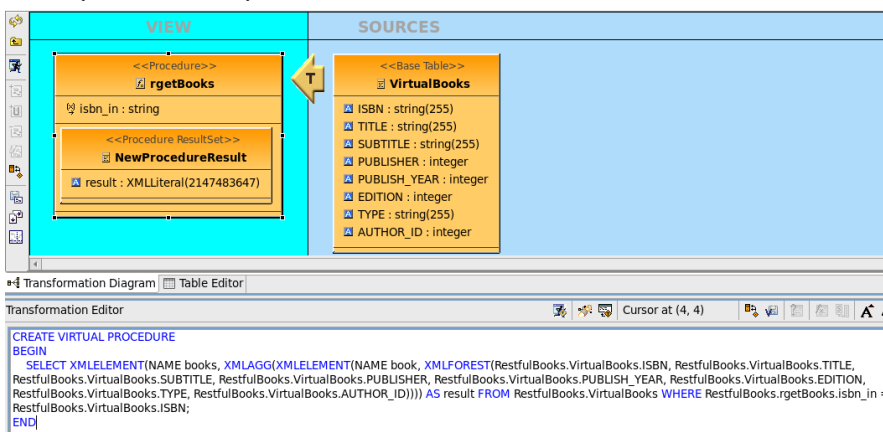 VIEW
SOURCES
<<Procedure>>
rgetBooks
isbn_in : string
<<Procedure ResultSet>>
NewProcedureResult
result : XMLLiteral(2147483647)
T
<<Base Table>>
VirtualBooks
ISBN : string(255)
TITLE : string(255)
SUBTITLE : string(255)
PUBLISHER : integer
PUBLISH_YEAR : integer
EDITION : integer
TYPE : string(255)
AUTHOR_ID : integer
Transformation Diagram Table Editor
Transformation Editor Cursor at (4, 4)
CREATE VIRTUAL PROCEDURE
BEGIN
SELECT XMLELEMENT(NAME books, XMLAGG(XMLELEMENT(NAME book, XMLFOREST(RestfulBooks.VirtualBooks.ISBN, RestfulBooks.VirtualBooks.TITLE,
RestfulBooks.VirtualBooks.SUBTITLE, RestfulBooks.VirtualBooks.PUBLISHER, RestfulBooks.VirtualBooks.PUBLISH_YEAR, RestfulBooks.VirtualBooks.EDITION,
RestfulBooks.VirtualBooks.TYPE, RestfulBooks.VirtualBooks.AUTHOR_ID)))) AS result FROM RestfulBooks.VirtualBooks WHERE RestfulBooks.rgetBooks.isbn_in =
RestfulBooks.VirtualBooks.ISBN;
END